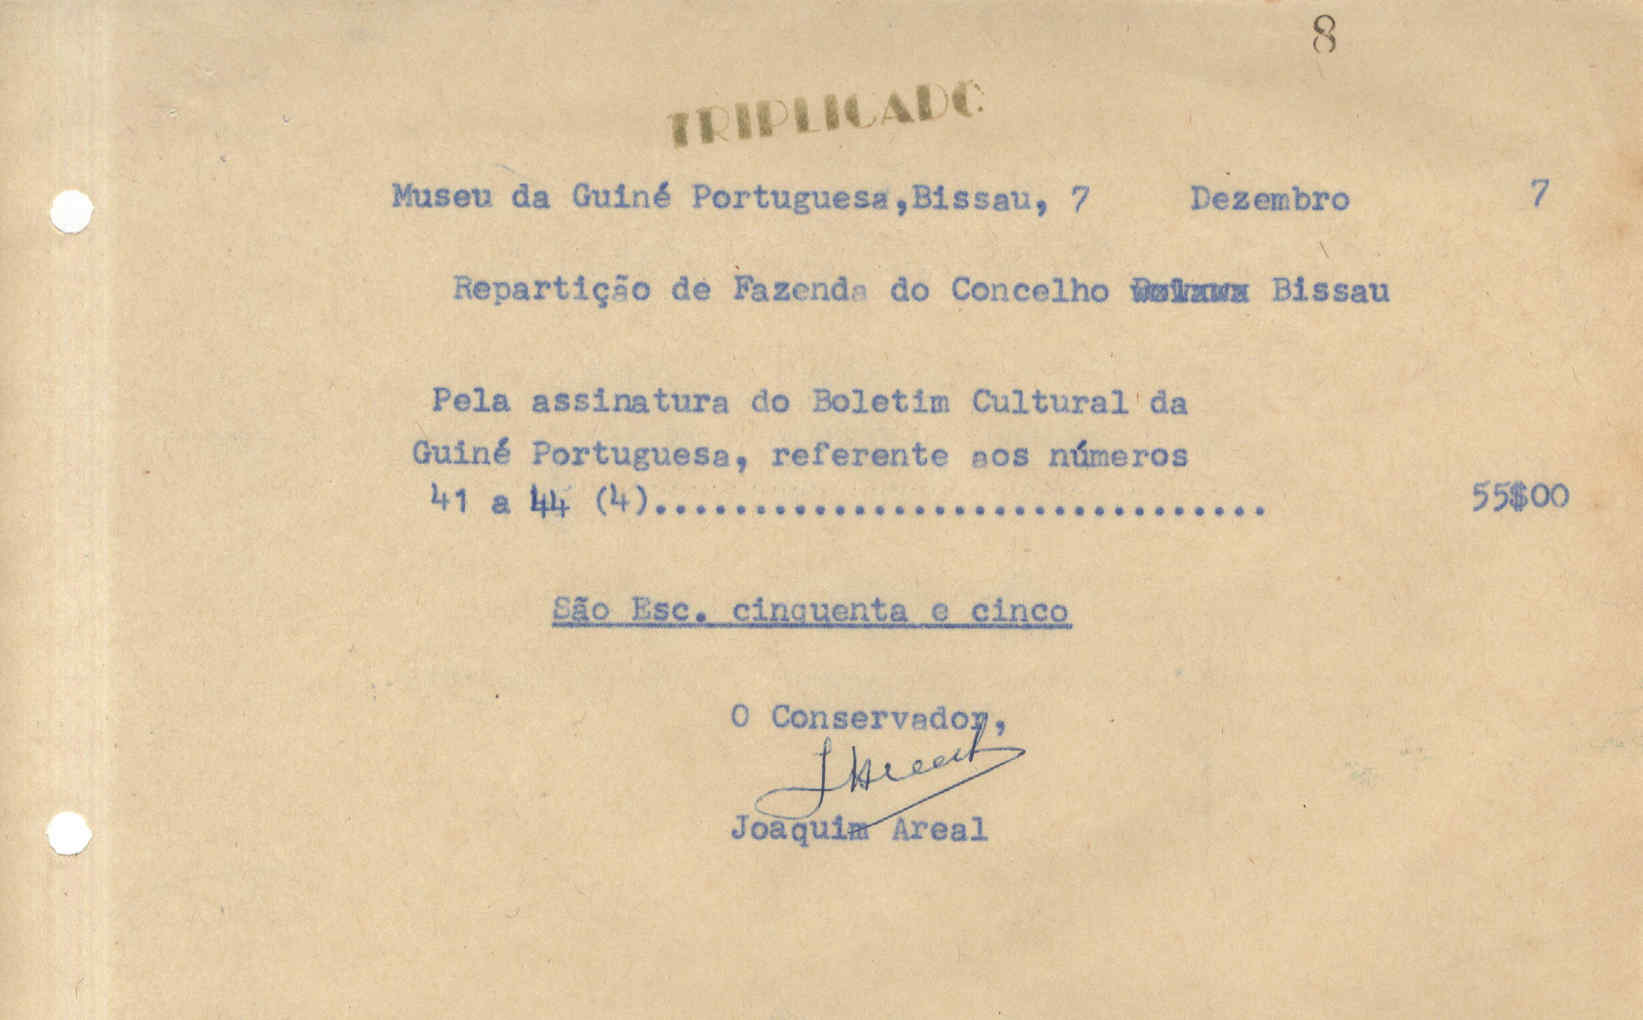 8
TRIPLICADO
Museu da Guiné Portuguesa,Bissau, 7 Dezembro 7
Repartição de Fazenda do Concelho Bissau
Pela assinatura do Boletim Cultural da
Guiné Portuguesa, referente aos números
41 a 44 (4)............................... 55$00
São Esc. cinquenta e cinco
O Conservador,
JAreal
Joaquim Areal